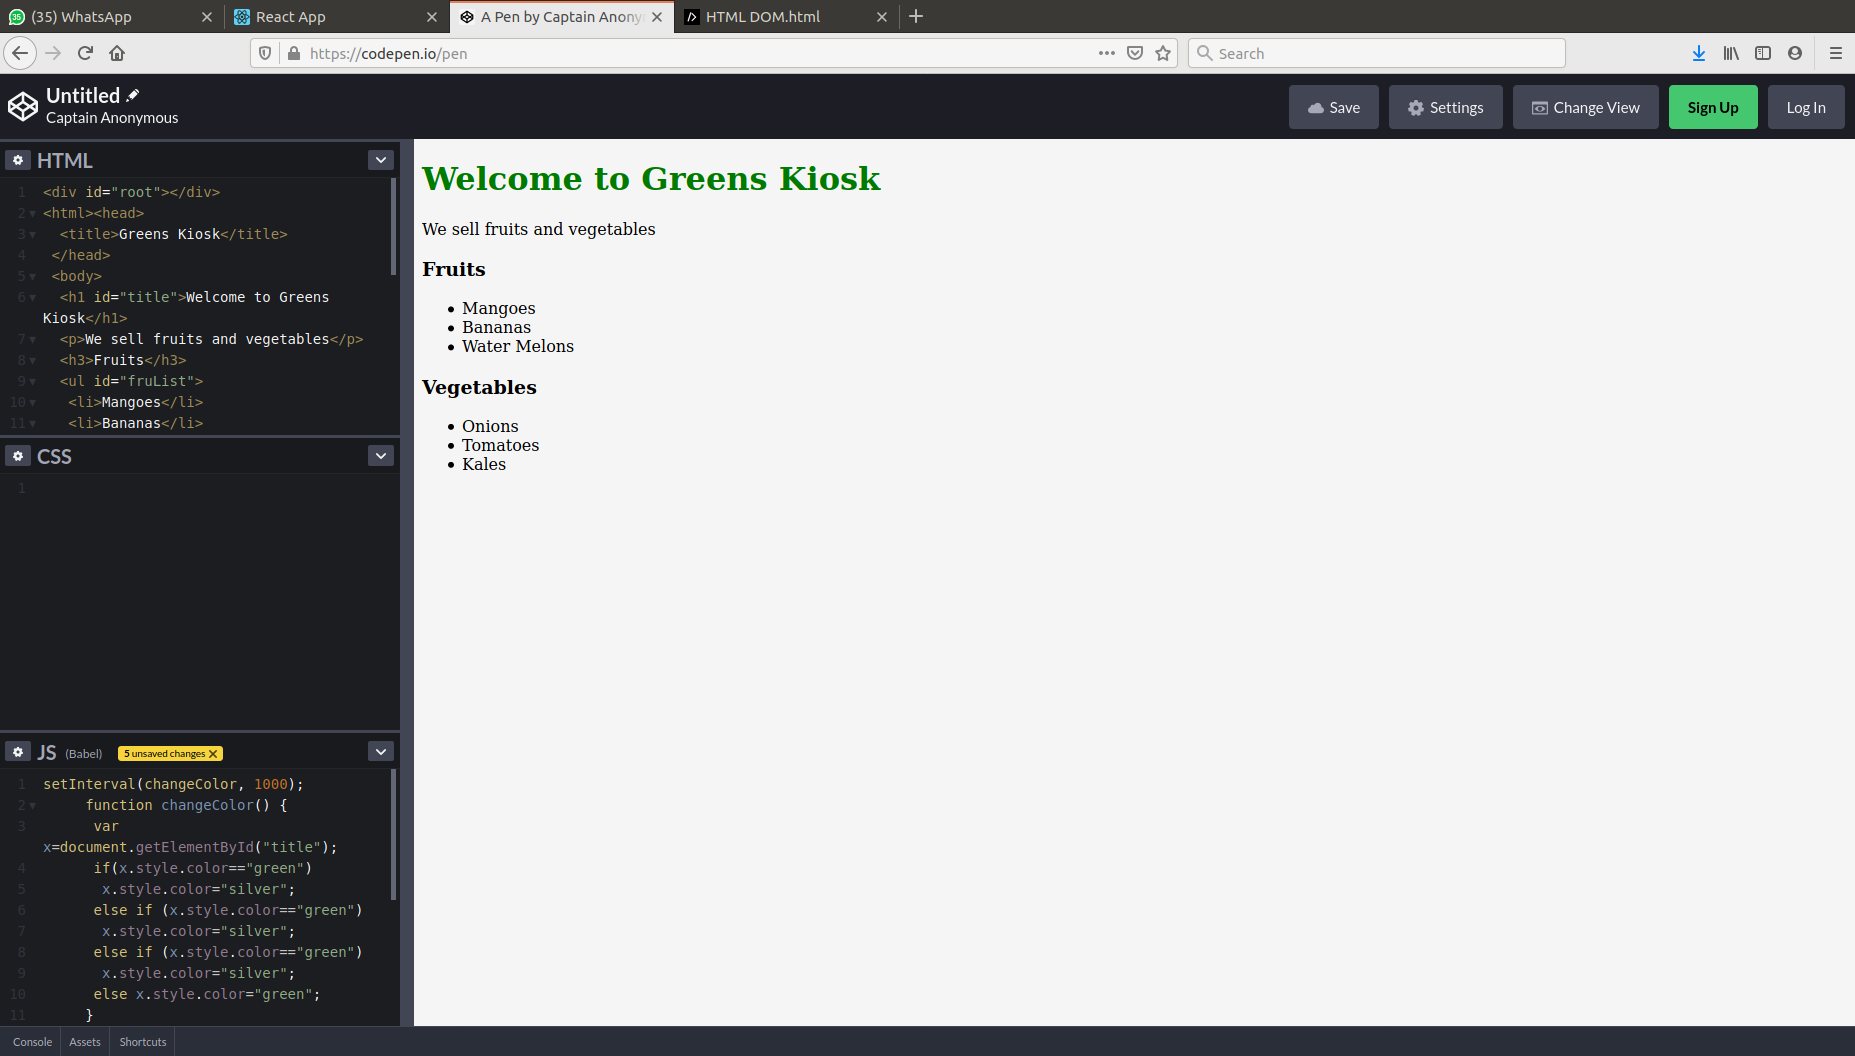 (35) WhatsApp
React App
A Pen by Captain Anony
HTML DOM.html
https://codepen.io/pen
Search
Untitled
Captain Anonymous
Save
Settings
Change View
Sign Up
Log In
HTML
1 <div id="root"></div>
2 <html><head>
3 <title>Greens Kiosk</title>
4 </head>
5 <body>
6 <h1 id="title">Welcome to Greens
Kiosk</h1>
7 <p>We sell fruits and vegetables</p>
8 <h3>Fruits</h3>
9 <ul id="fruList">
10 <li>Mangoes</li>
11 <li>Bananas</li>
CSS
1
JS (Babel) 5 unsaved changes
1 setInterval(changeColor, 1000);
2 function changeColor() {
3 var
x=document.getElementById("title");
4 if(x.style.color=="green")
5 x.style.color="silver";
6 else if (x.style.color=="green")
7 x.style.color="silver";
8 else if (x.style.color=="green")
9 x.style.color="silver";
10 else x.style.color="green";
11 }
Welcome to Greens Kiosk
We sell fruits and vegetables
Fruits
• Mangoes
• Bananas
• Water Melons
Vegetables
• Onions
• Tomatoes
• Kales
Console
Assets
Shortcuts